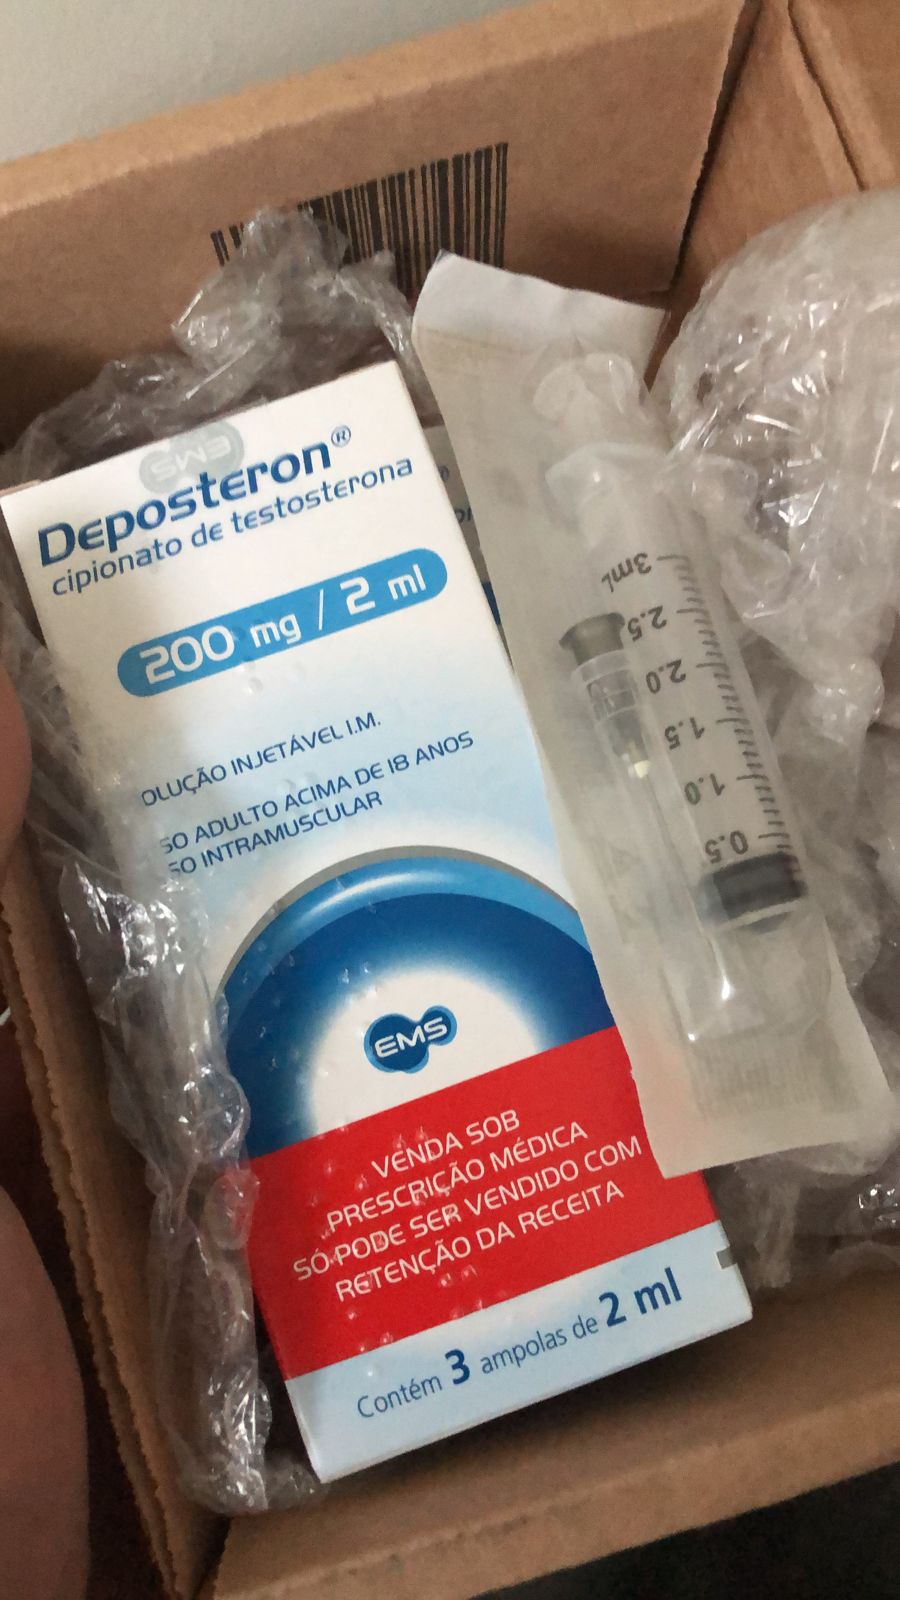 EMS
Deposteron®
cipionato de testosterona
200 mg / 2 ml
OLUÇÃO INJETÁVEL I.M.
SO ADULTO ACIMA DE 18 ANOS
SO INTRAMUSCULAR
EMS
VENDA SOB
PRESCRIÇÃO MÉDICA
SÓ PODE SER VENDIDO COM
RETENÇÃO DA RECEITA
Contém 3 ampolas de 2 ml
3mL
2.5
2.0
1.5
1.0
0.5